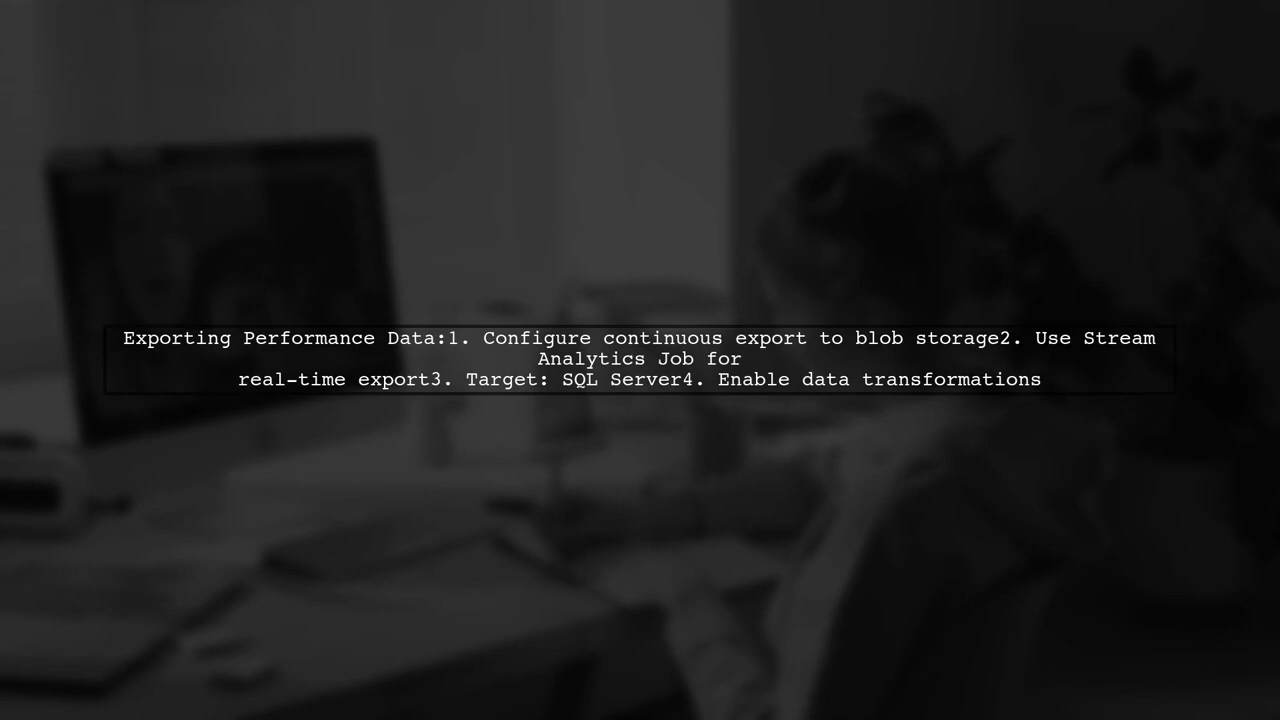 Exporting Performance Data:1. Configure continuous export to blob storage2. Use Stream
Analytics Job for
real-time export3. Target: SQL Server4. Enable data transformations